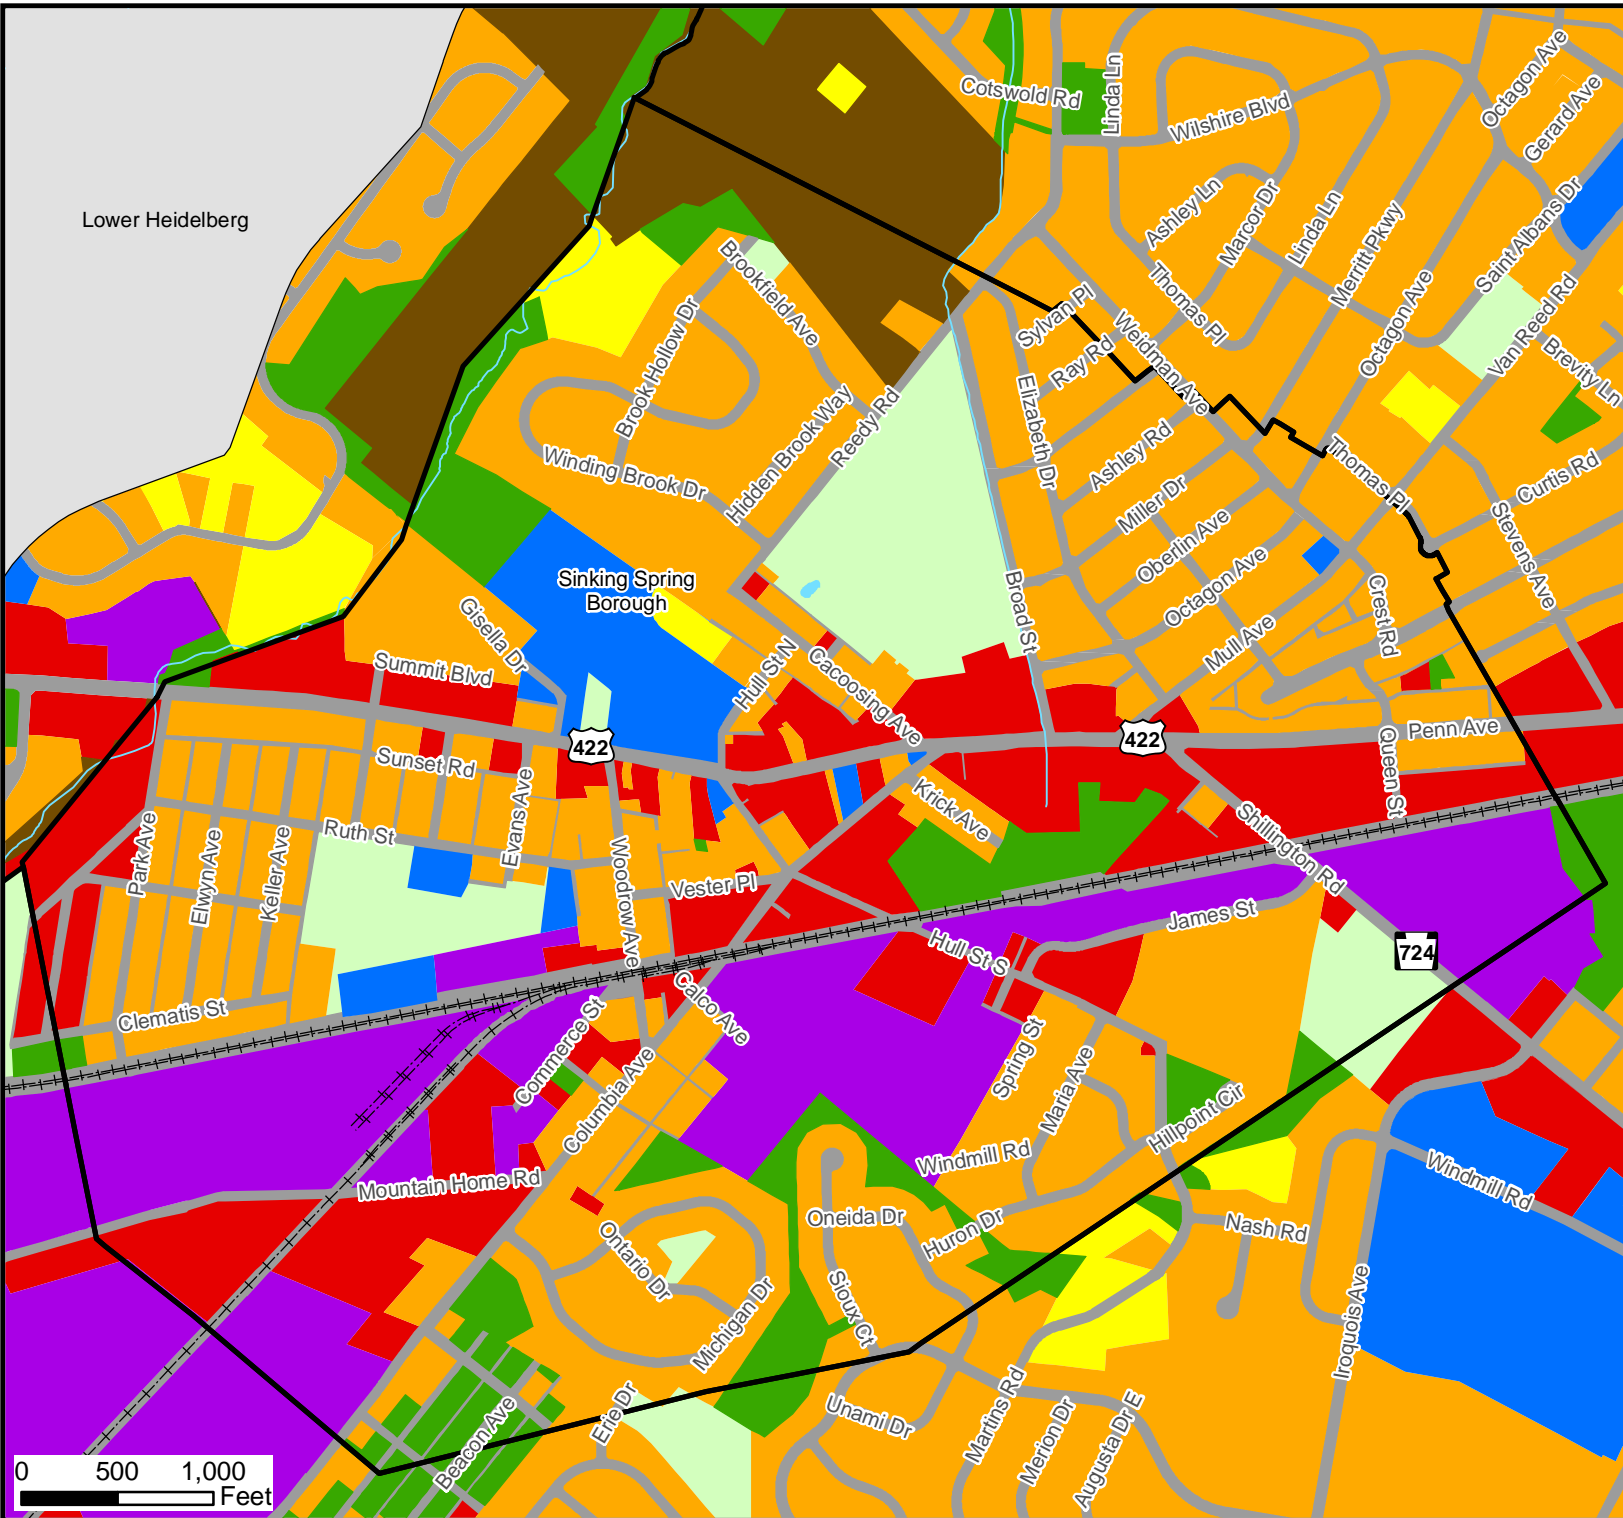 Octagon Ave
Linda Ln
Cotswold Rd
Wilshire Blvd
Gerard Ave
Lower Heidelberg
Ashley Ln
Marcor Dr
Linda Ln
Merritt Pkwy
Saint Albans Dr
Brookfield Ave
Thomas Pl
Sylvan Pl
Octagon Ave
Van Reed Rd
Brook Hollow Dr
Weidman Ave
Ray Rd
Brevity Ln
Elizabeth Dr
Reedy Rd
Hidden Brook Way
Winding Brook Dr
Ashley Rd
Thomas Pl
Curtis Rd
Miller Dr
Stevens Ave
Oberlin Ave
Sinking Spring
Borough
Octagon Ave
Broad St
Crest Rd
Gisella Dr
Mull Ave
Summit Blvd
Hull St N
Cacoosing Ave
422
422
Penn Ave
Sunset Rd
Queen St
Krick Ave
Evans Ave
Ruth St
Shillington Rd
Park Ave
Elwyn Ave
Keller Ave
Woodrow Ave
Vester Pl
James St
Hull St S
724
Clematis St
Calco Ave
Commerce St
Spring St
Maria Ave
Columbia Ave
Hillpoint Cir
Windmill Rd
Mountain Home Rd
Windmill Rd
Oneida Dr
Huron Dr
Nash Rd
Ontario Dr
Michigan Dr
Sioux Ct
Iroquois Ave
Erie Dr
Beacon Ave
Unami Dr
Martins Rd
Merion Dr
Augusta Dr E
0 500 1,000
Feet